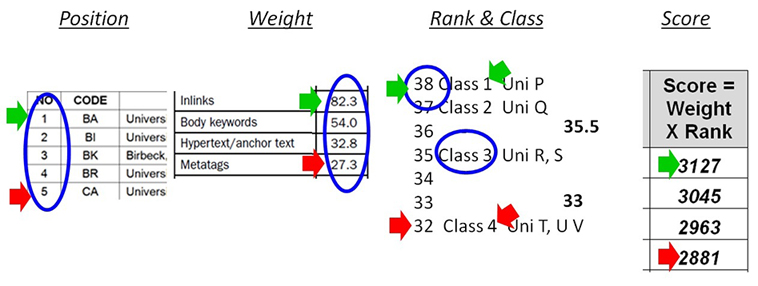 Position
Weight
Rank & Class
Score
NO CODE
1 BA Univers
2 BI Univers
3 BK Birbeck,
4 BR Univers
5 CA Univers
Inlinks 82.3
Body keywords 54.0
Hypertext/anchor text 32.8
Metatags 27.3
38 Class 1 Uni P
37 Class 2 Uni Q
36
35.5
35 Class 3 Uni R, S
34
33
33
32 Class 4 Uni T, U V
Score =
Weight
X Rank
3127
3045
2963
2881